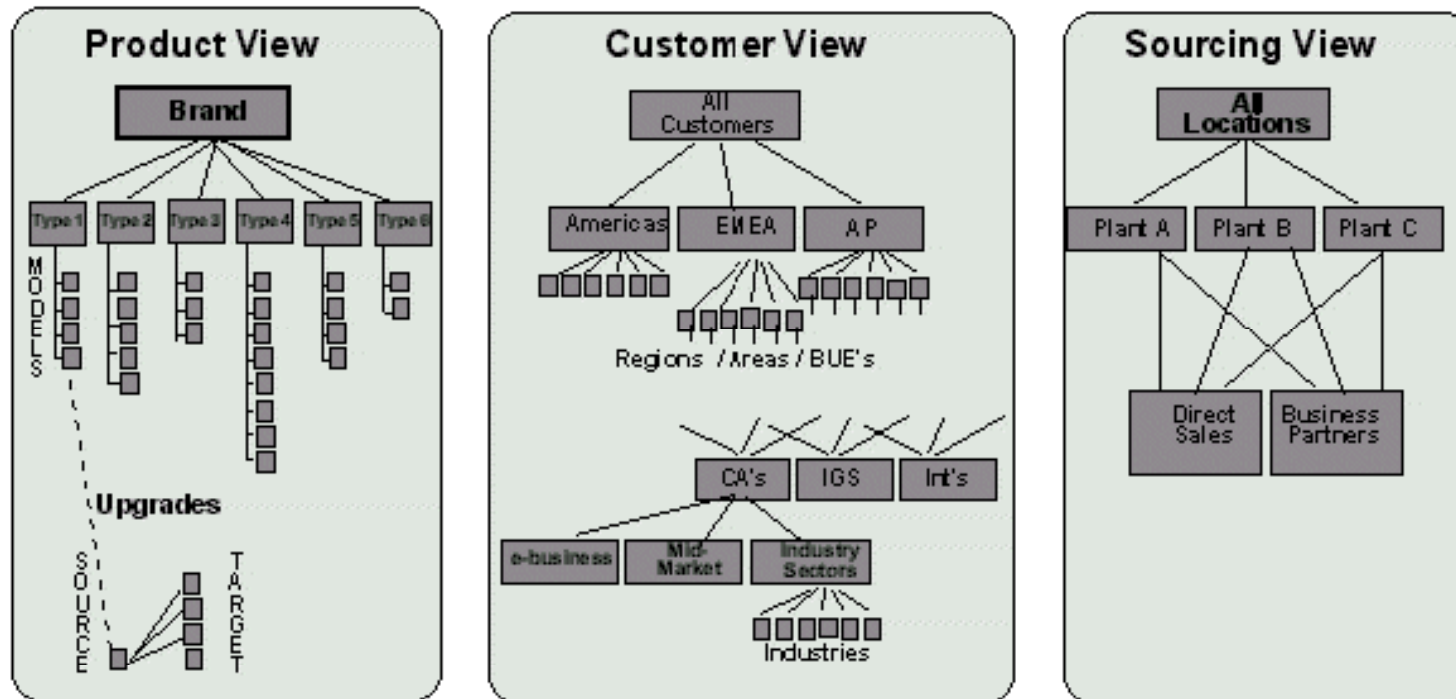 Product View
Brand
Type 1
Type 2
Type 3
Type 4
Type 5
Type 6
MODELS
Upgrades
SOURCE
TARGET
Customer View
All
Customers
Americas
EMEA
AP
Regions / Areas / BUE's
CA's
IGS
Int's
e-business
Mid-
Market
Industry
Sectors
Industries
Sourcing View
All
Locations
Plant A
Plant B
Plant C
Direct
Sales
Business
Partners